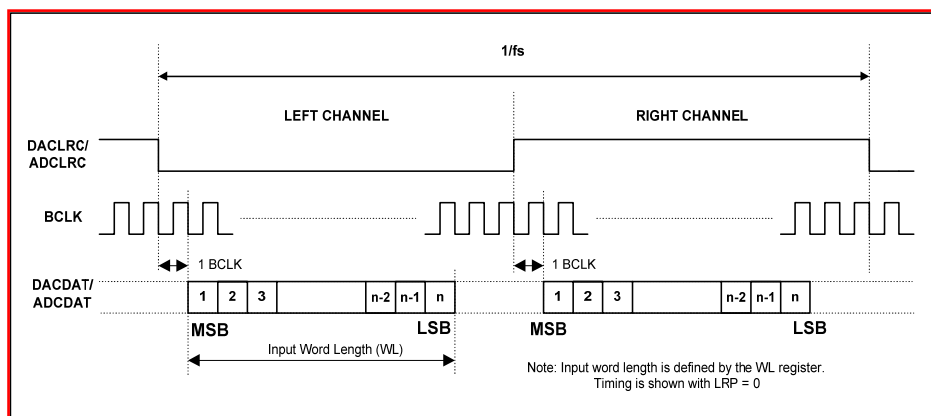 1/fs
LEFT CHANNEL RIGHT CHANNEL
DACLRC/
ADCLRC
BCLK
1 BCLK 1 BCLK
DACDAT/
ADCDAT
1 2 3 n-2 n-1 n 1 2 3 n-2 n-1 n
MSB LSB MSB LSB
Input Word Length (WL)
Note: Input word length is defined by the WL register.
Timing is shown with LRP = 0